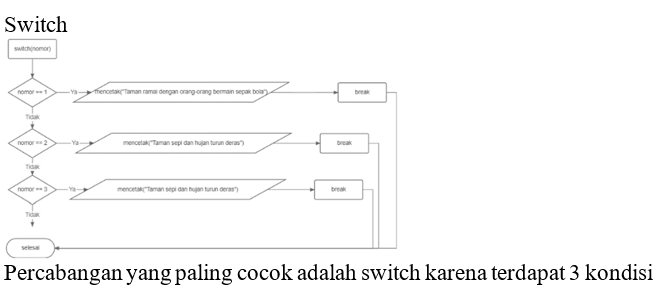 Switch
switch(nomor)
nomor == 1
Ya
mencetak("Taman ramai dengan orang-orang bermain sepak bola")
break
Tidak
nomor == 2
Ya
mencetak("Taman sepi dan hujan turun deras")
break
Tidak
nomor == 3
Ya
mencetak("Taman sepi dan hujan turun deras")
break
Tidak
selesai
Percabangan yang paling cocok adalah switch karena terdapat 3 kondisi